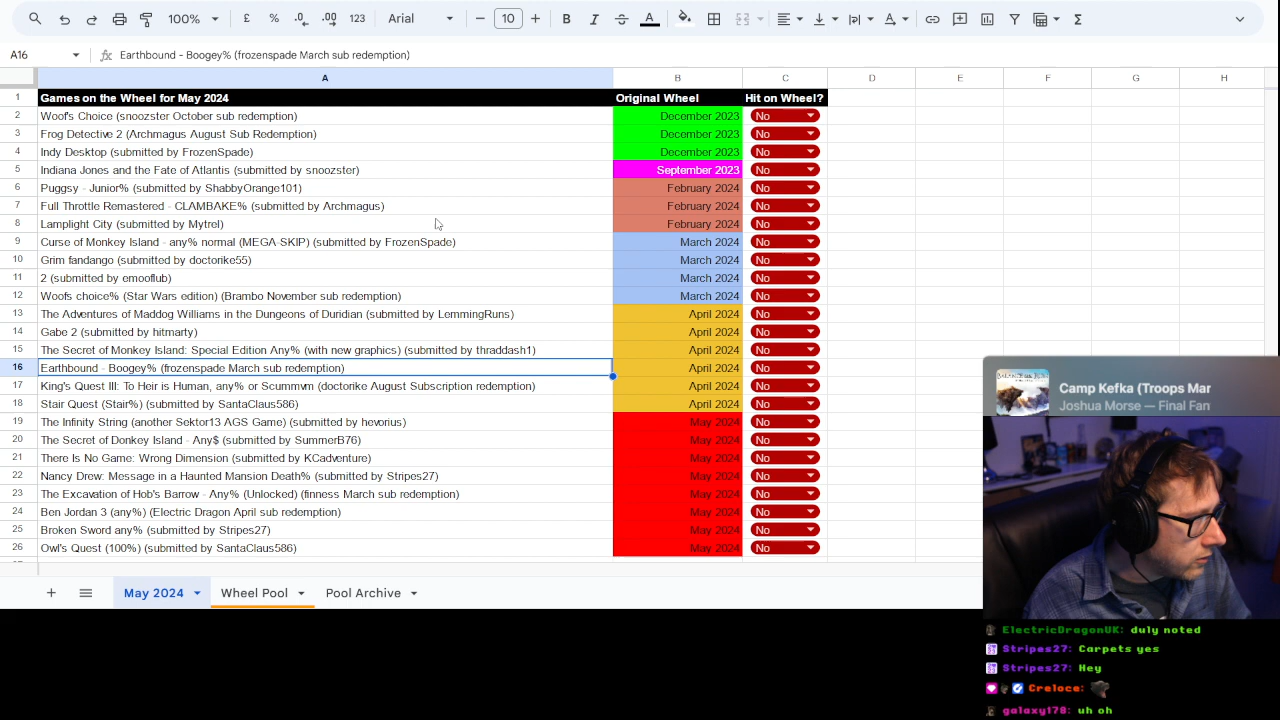 100% £ % .0 .00 123 Arial 10 B I S A Σ
A16 fx Earthbound - Boogey% (frozenspade March sub redemption)
A B C D E F G H
1 Games on the Wheel for May 2024 Original Wheel Hit on Wheel?
2 Woof's Choice (snoozster October sub redemption) December 2023 No
3 Frog Detective 2 (Archmagus August Sub Redemption) December 2023 No
4 Indy Desktop (submitted by FrozenSpade) December 2023 No
5 Indiana Jones and the Fate of Atlantis (submitted by snoozster) September 2023 No
6 Puggsy - Junior% (submitted by ShabbyOrange101) February 2024 No
7 Full Throttle Remastered - CLAMBAKE% (submitted by Archmagus) February 2024 No
8 Lamplight City (submitted by Mytrel) February 2024 No
9 Curse of Monkey Island - any% normal (MEGA-SKIP) (submitted by FrozenSpade) March 2024 No
10 Grim fandange (submitted by doctorike55) March 2024 No
11 2 (submitted by emooflub) March 2024 No
12 Woofs choice% (Star Wars edition) (Brambo November sub redemption) March 2024 No
13 The Adventures of Maddog Williams in the Dungeons of Duridian (submitted by LemmingRuns) April 2024 No
14 Gabe 2 (submitted by hitmarty) April 2024 No
15 The Secret of Monkey Island: Special Edition Any% (with new graphics) (submitted by thraddash1) April 2024 No
16 Earthbound - Boogey% (frozenspade March sub redemption) April 2024 No
17 King's Quest III: To Heir is Human, any% or Scummm (doctorike August Subscription redemption) April 2024 No
18 Star Quest (Star%) (submitted by SantaClaus586) April 2024 No
19 The Infinity String (another Sektor13 AGS Game) (submitted by hevorius) May 2024 No
20 The Secret of Donkey Island - Any$ (submitted by SummerB76) May 2024 No
21 There Is No Game: Wrong Dimension (submitted by KCadventure) May 2024 No
22 Nancy Drew: Message in a Haunted Mansion Death% (submitted by Stripes27) May 2024 No
23 The Excavation of Hob's Barrow - Any% (Unlocked) (finness March sub redemption) May 2024 No
24 Ben Jordan 3 (any%) (Electric Dragon April sub redemption) May 2024 No
25 Broken Sword any% (submitted by Stripes27) May 2024 No
26 Owl's Quest (100%) (submitted by SantaClaus586) May 2024 No
May 2024 Wheel Pool Pool Archive
Camp Kefka (Troops Mar
Joshua Morse — Final Fan
ElectricDragonUK: duly noted
Stripes27: Carpets yes
Stripes27: Hey
Creloce:
galaxy178: uh oh